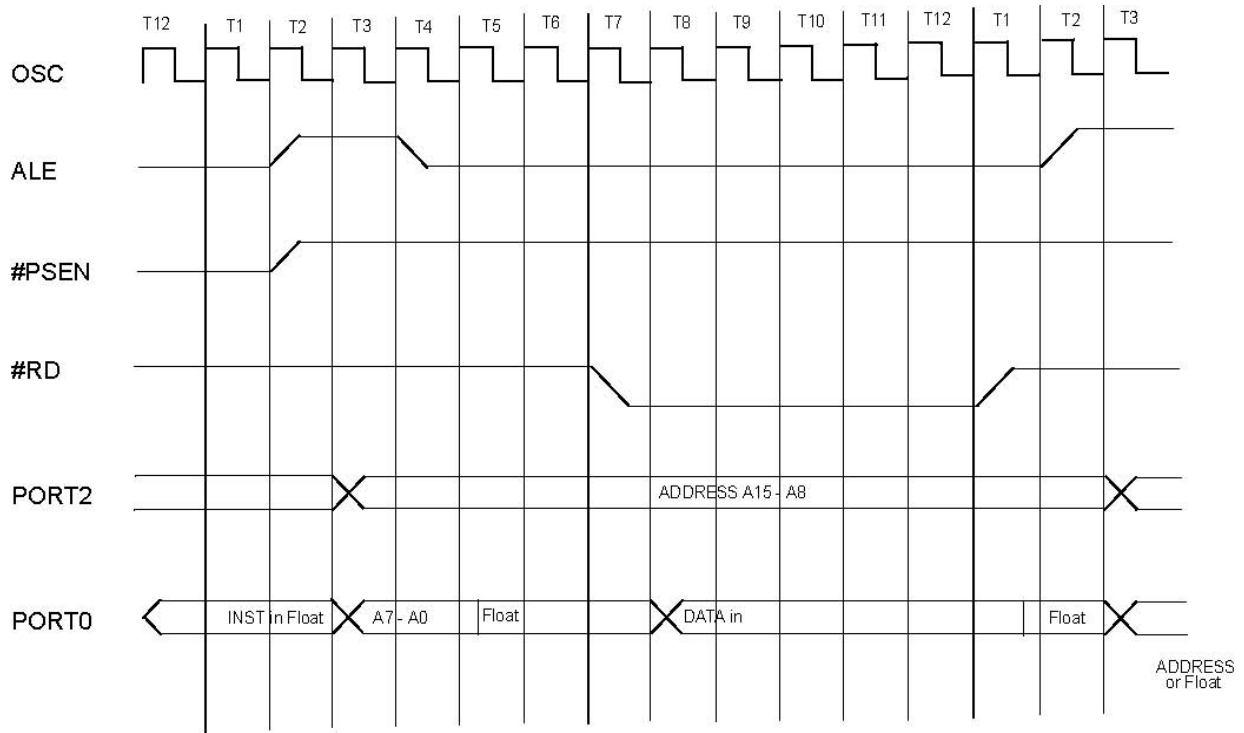 T12 T1 T2 T3 T4 T5 T6 T7 T8 T9 T10 T11 T12 T1 T2 T3
OSC
ALE
#PSEN
#RD
PORT2 ADDRESS A15 - A8
PORT0 INST in Float A7 - A0 Float DATA in Float
ADDRESS
or Float